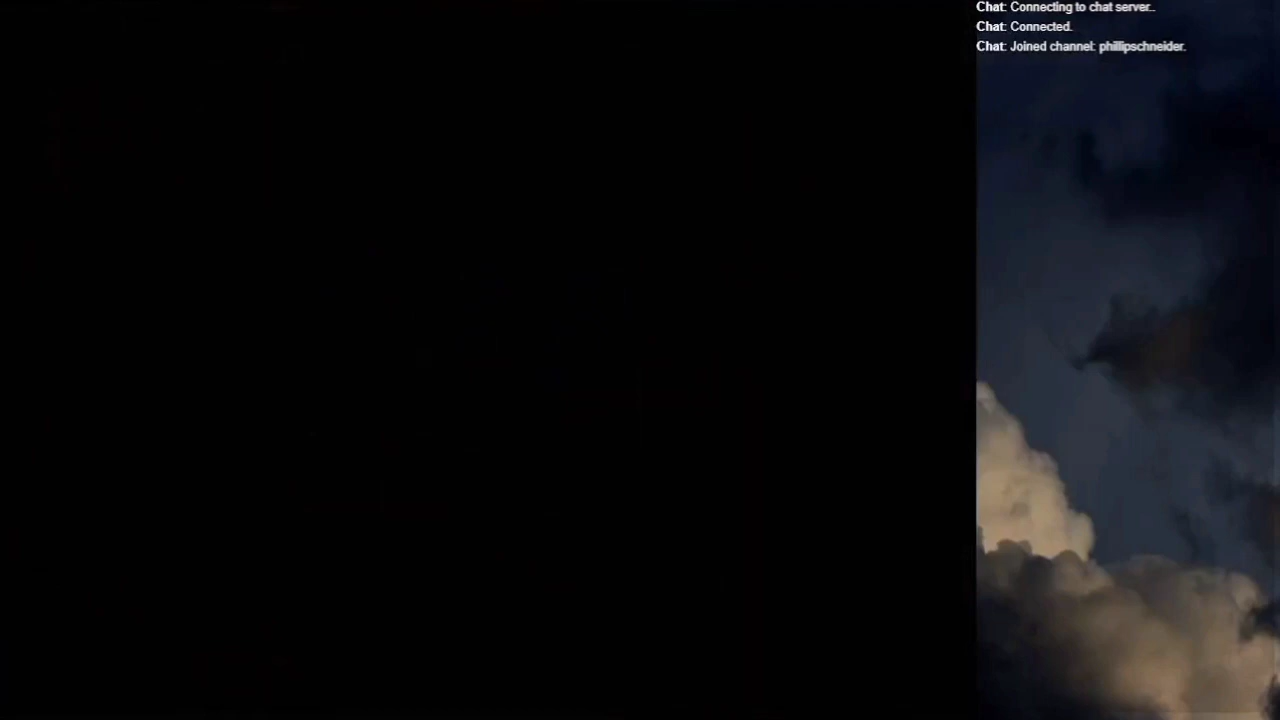 Chat: Connecting to chat server..
Chat: Connected.
Chat: Joined channel: phillipschneider.